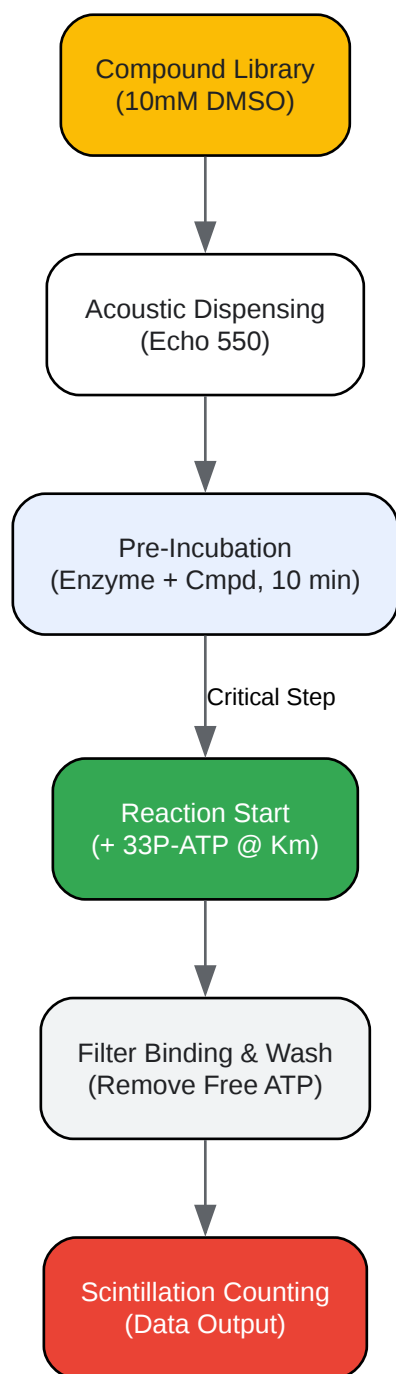 Compound Library
(10mM DMSO)
Acoustic Dispensing
(Echo 550)
Pre-Incubation
(Enzyme + Cmpd, 10 min)
Critical Step
Reaction Start
(+ 33P-ATP @ Km)
Filter Binding & Wash
(Remove Free ATP)
Scintillation Counting
(Data Output)